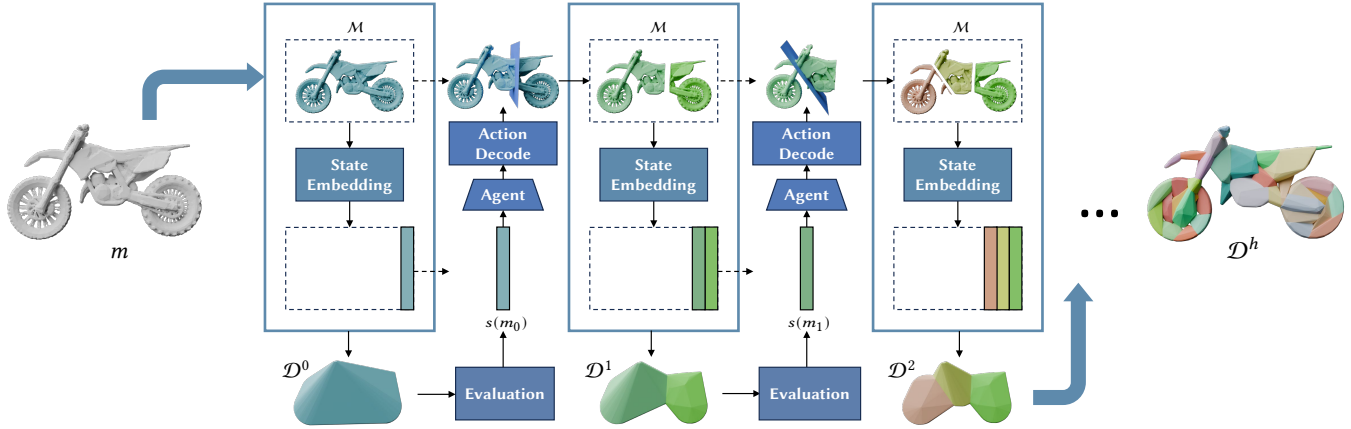 m
ℳ
State
Embedding
𝒟⁰
Action
Decode
Agent
s(m₀)
Evaluation
ℳ
State
Embedding
𝒟¹
Action
Decode
Agent
s(m₁)
Evaluation
ℳ
State
Embedding
𝒟²
...
𝒟ʰ